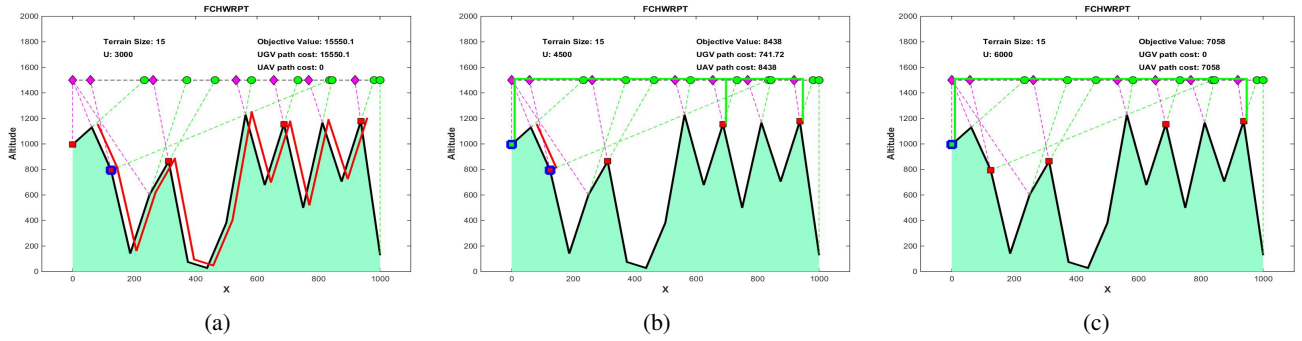 FCHWRPT
Terrain Size: 15
Objective Value: 15550.1
U: 3000
UGV path cost: 15550.1
UAV path cost: 0
2000
1800
1600
1400
1200
1000
800
600
400
200
0
Altitude
0 200 400 600 800 1000
X
(a)
FCHWRPT
Terrain Size: 15
Objective Value: 8438
U: 4500
UGV path cost: 741.72
UAV path cost: 8438
2000
1800
1600
1400
1200
1000
800
600
400
200
0
Altitude
0 200 400 600 800 1000
X
(b)
FCHWRPT
Terrain Size: 15
Objective Value: 7058
U: 6000
UGV path cost: 0
UAV path cost: 7058
2000
1800
1600
1400
1200
1000
800
600
400
200
0
Altitude
0 200 400 600 800 1000
X
(c)